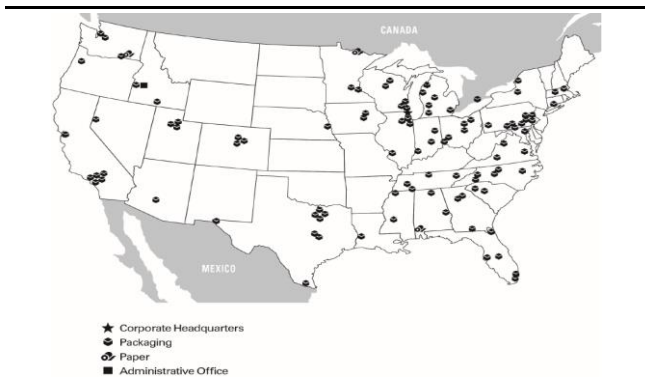 CANADA
MEXICO
Corporate Headquarters
Packaging
Paper
Administrative Office